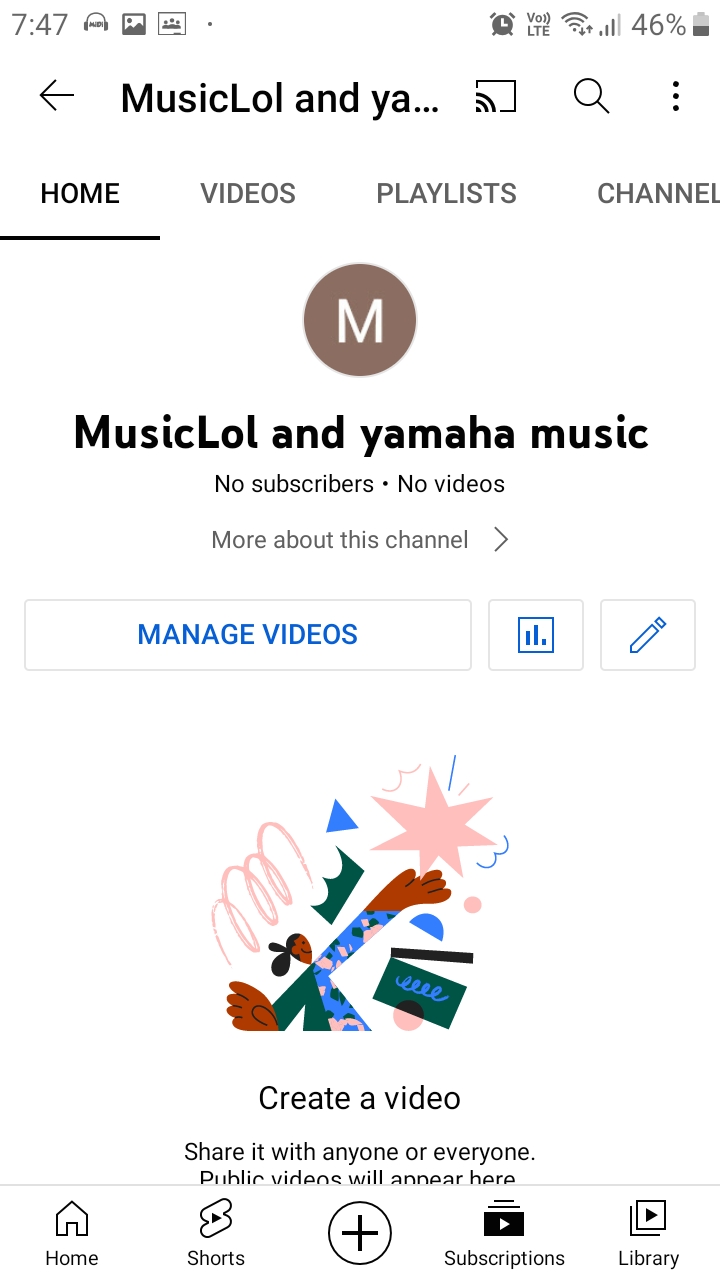 7:47 MIDI Vo)) LTE 46%
MusicLol and ya...
HOME VIDEOS PLAYLISTS CHANNEL
M
MusicLol and yamaha music
No subscribers • No videos
More about this channel
MANAGE VIDEOS
Create a video
Share it with anyone or everyone.
Public videos will appear here.
Home Shorts Subscriptions Library